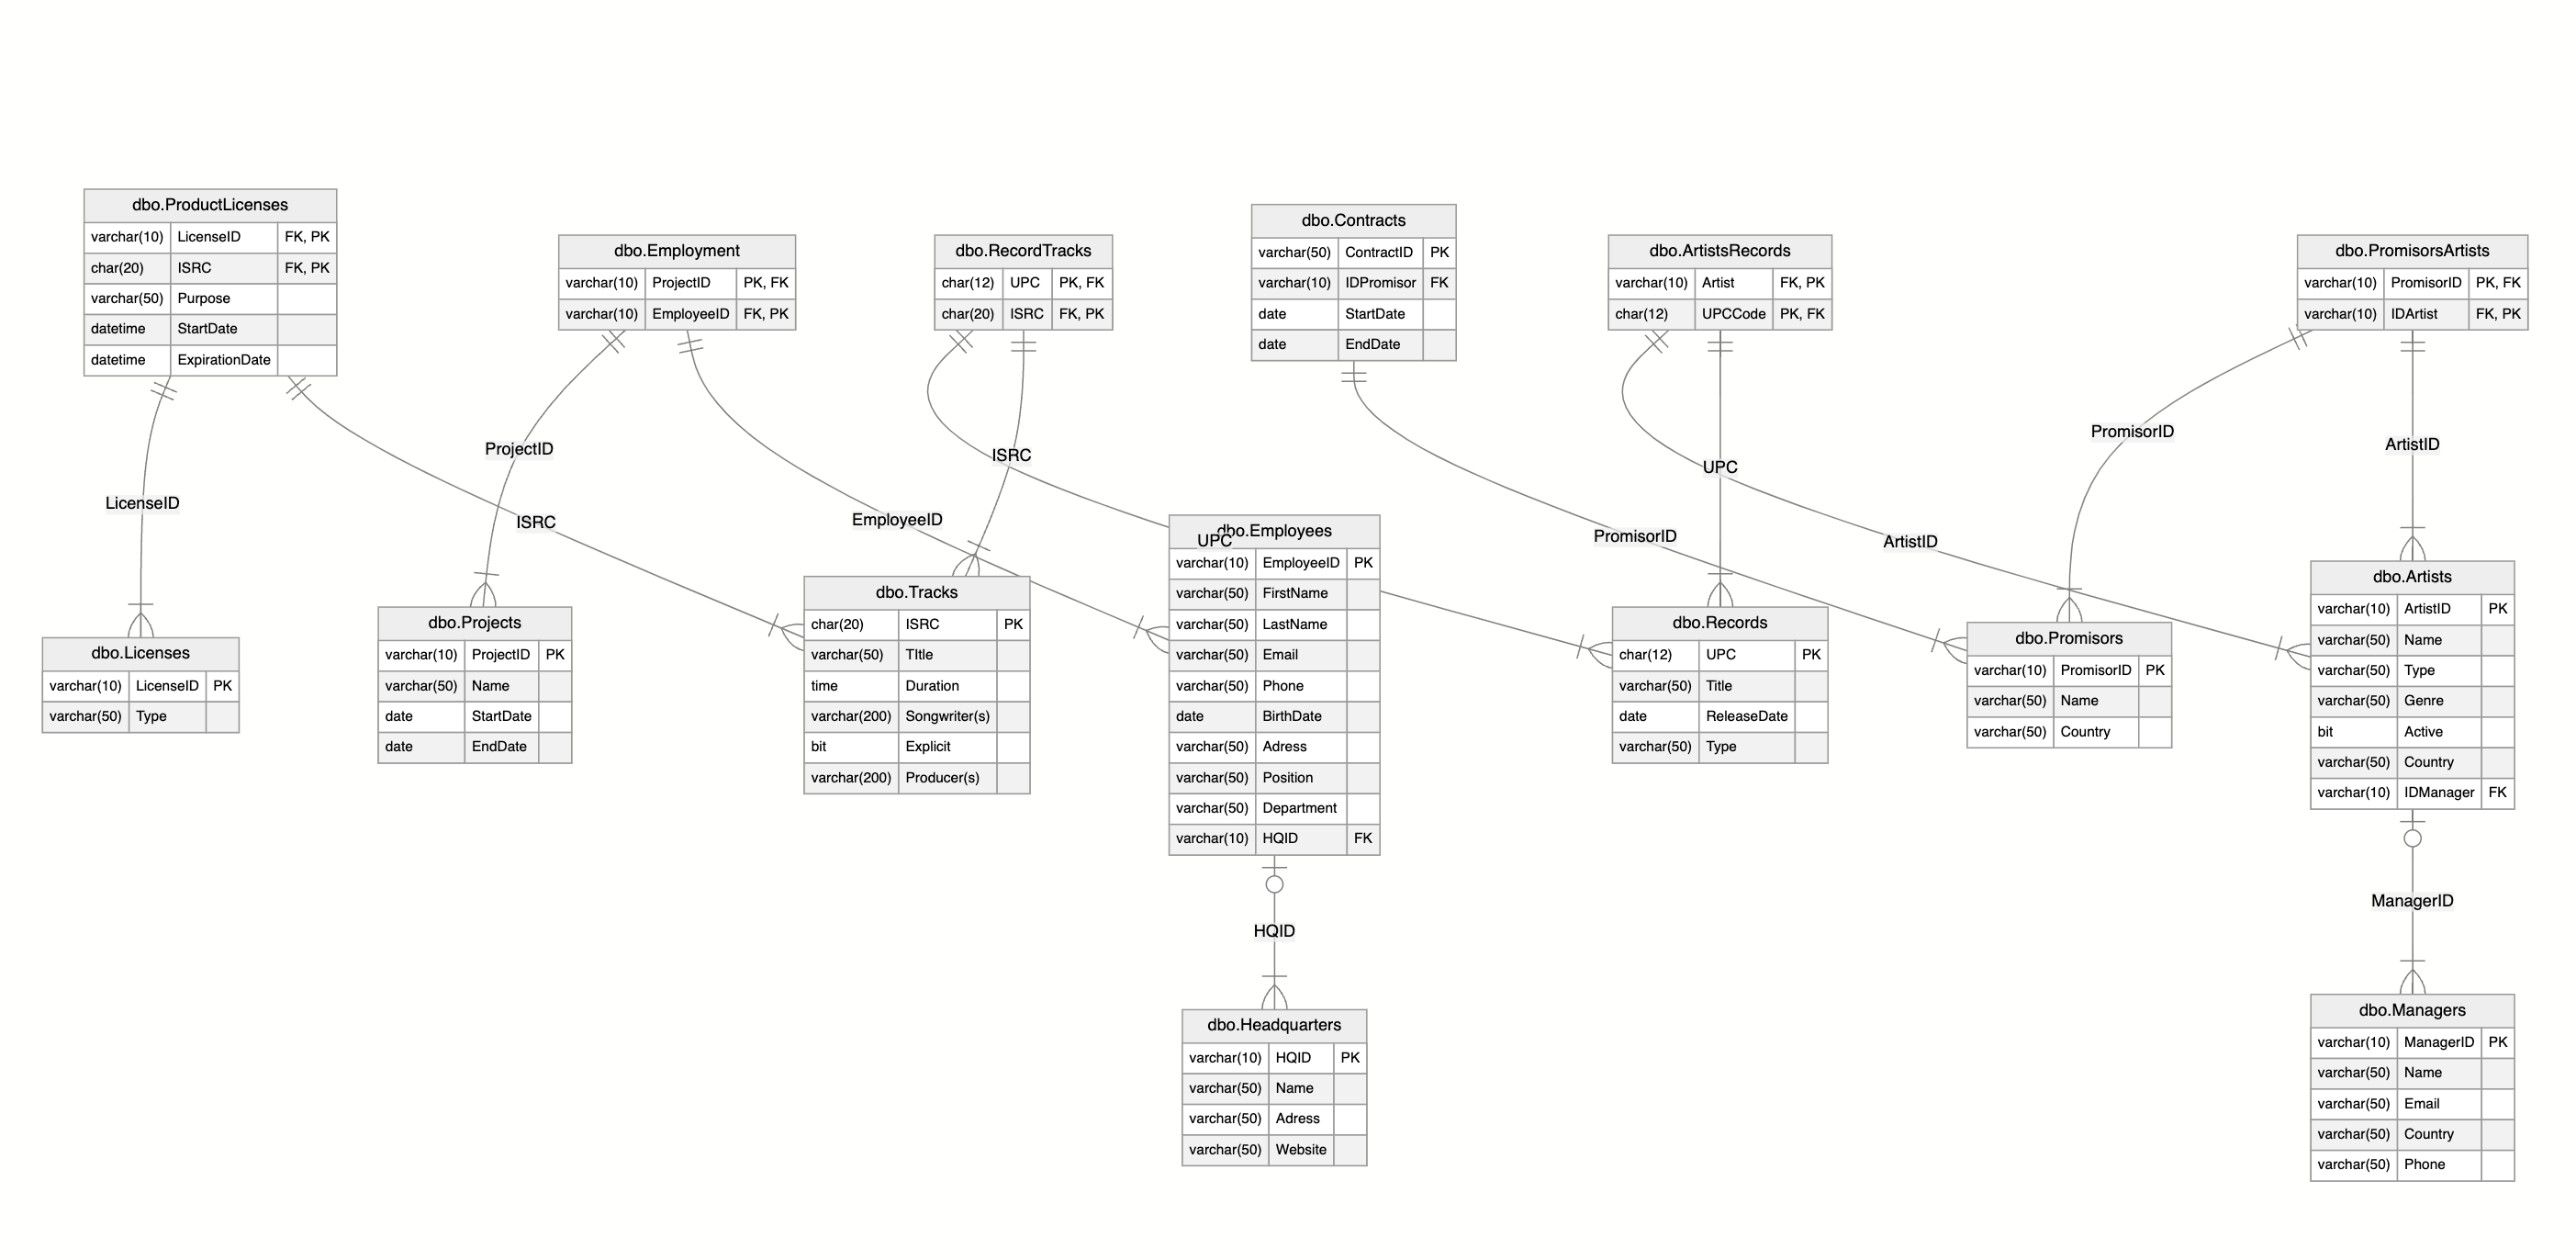 dbo.ProductLicenses
varchar(10) LicenseID FK, PK
char(20) ISRC FK, PK
varchar(50) Purpose
datetime StartDate
datetime ExpirationDate
dbo.Employment
varchar(10) ProjectID PK, FK
varchar(10) EmployeeID FK, PK
dbo.RecordTracks
char(12) UPC PK, FK
char(20) ISRC FK, PK
dbo.Contracts
varchar(50) ContractID PK
varchar(10) IDPromisor FK
date StartDate
date EndDate
dbo.ArtistsRecords
varchar(10) Artist FK, PK
char(12) UPCCode PK, FK
dbo.PromisorsArtists
varchar(10) PromisorID PK, FK
varchar(10) IDArtist FK, PK
LicenseID
ISRC
ProjectID
EmployeeID
ISRC
UPC
PromisorID
UPC
ArtistID
PromisorID
ArtistID
dbo.Licenses
varchar(10) LicenseID PK
varchar(50) Type
dbo.Projects
varchar(10) ProjectID PK
varchar(50) Name
date StartDate
date EndDate
dbo.Tracks
char(20) ISRC PK
varchar(50) TItle
time Duration
varchar(200) Songwriter(s)
bit Explicit
varchar(200) Producer(s)
dbo.Employees
varchar(10) EmployeeID PK
varchar(50) FirstName
varchar(50) LastName
varchar(50) Email
varchar(50) Phone
date BirthDate
varchar(50) Adress
varchar(50) Position
varchar(50) Department
varchar(10) HQID FK
dbo.Records
char(12) UPC PK
varchar(50) Title
date ReleaseDate
varchar(50) Type
dbo.Promisors
varchar(10) PromisorID PK
varchar(50) Name
varchar(50) Country
dbo.Artists
varchar(10) ArtistID PK
varchar(50) Name
varchar(50) Type
varchar(50) Genre
bit Active
varchar(50) Country
varchar(10) IDManager FK
HQID
ManagerID
dbo.Headquarters
varchar(10) HQID PK
varchar(50) Name
varchar(50) Adress
varchar(50) Website
dbo.Managers
varchar(10) ManagerID PK
varchar(50) Name
varchar(50) Email
varchar(50) Country
varchar(50) Phone